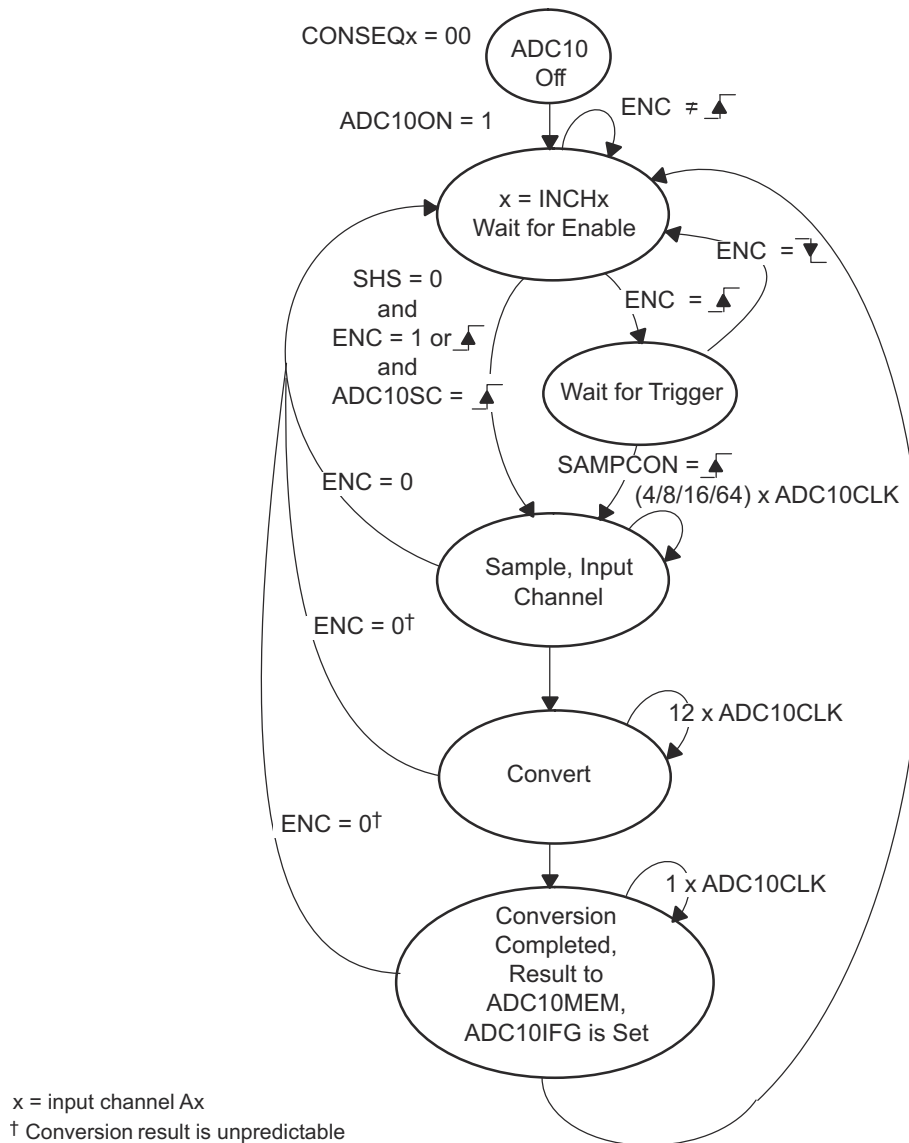 CONSEQx = 00
ADC10
Off
ADC10ON = 1
ENC ≠
x = INCHx
Wait for Enable
ENC =
SHS = 0
and
ENC = 1 or
and
ADC10SC =
ENC =
Wait for Trigger
SAMPCON =
(4/8/16/64) x ADC10CLK
ENC = 0
Sample, Input
Channel
ENC = 0†
12 x ADC10CLK
Convert
ENC = 0†
1 x ADC10CLK
Conversion
Completed,
Result to
ADC10MEM,
ADC10IFG is Set
x = input channel Ax
† Conversion result is unpredictable